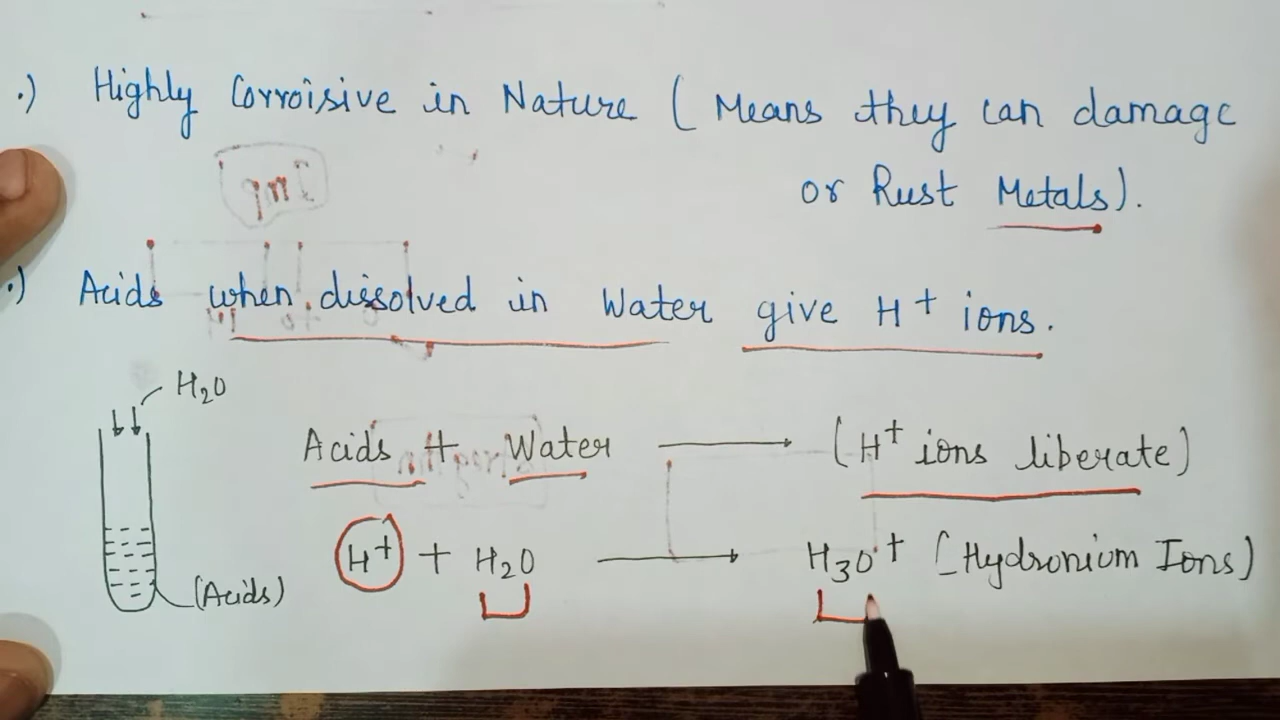 .) Highly Corroisive in Nature ( Means they can damage
or Rust Metals).
.) Acids when dissolved in Water give H+ ions.
H2O
Acids + Water ⟶ (H+ ions liberate)
H+ + H2O ⟶ H3O+ (Hydronium Ions)
(Acids)